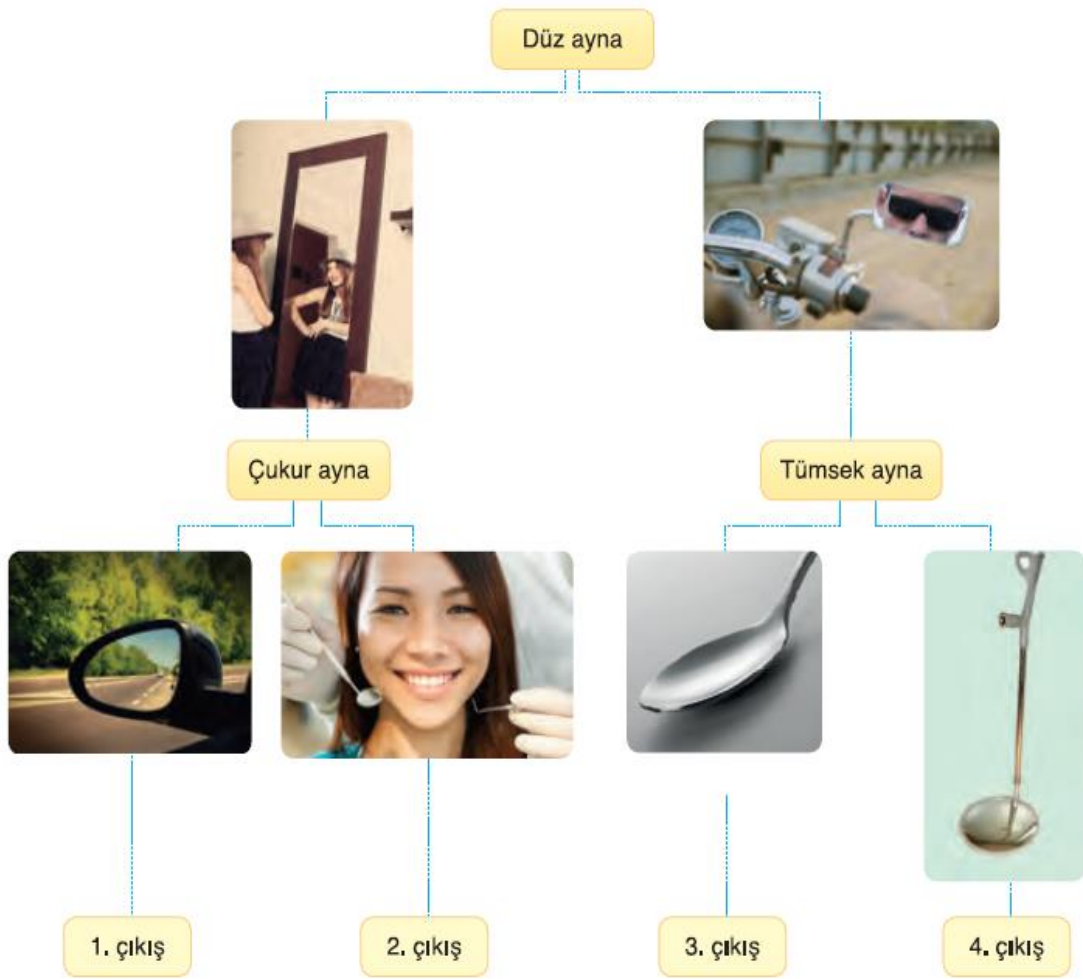 Düz ayna
Çukur ayna
Tümsek ayna
1. çıkış
2. çıkış
3. çıkış
4. çıkış